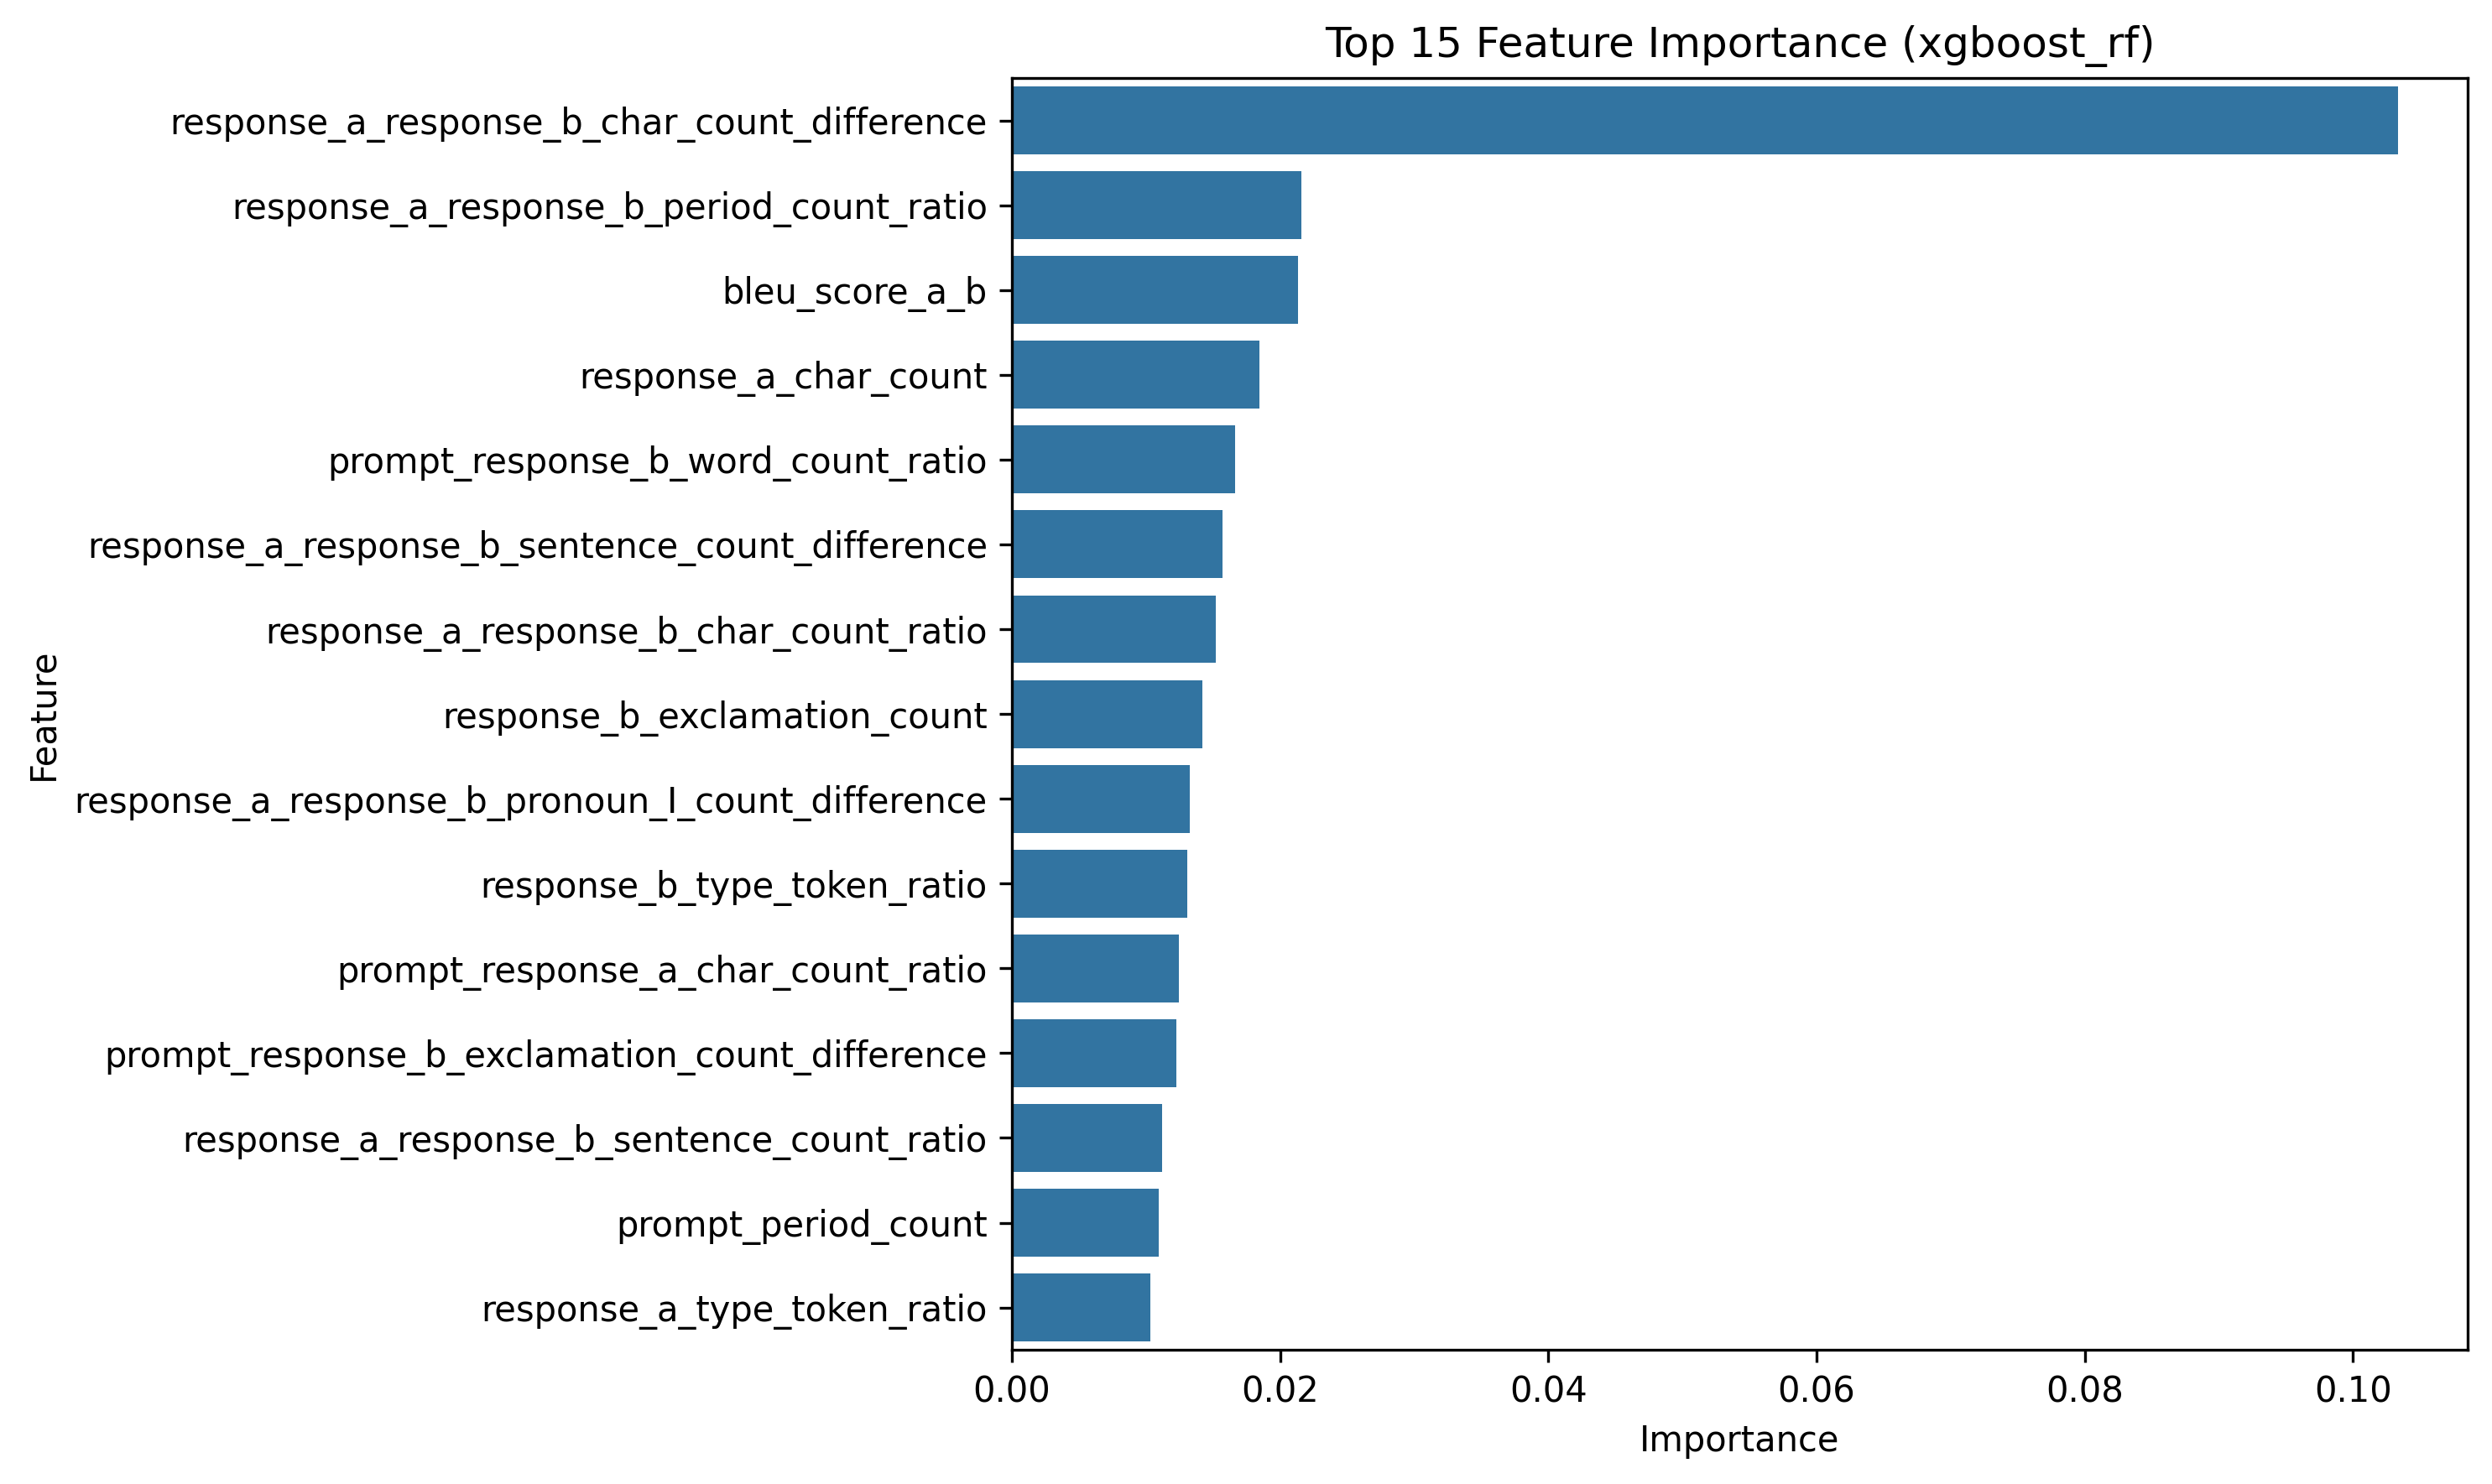 Top 15 Feature Importance (xgboost_rf)
response_a_response_b_char_count_difference
response_a_response_b_period_count_ratio
bleu_score_a_b
response_a_char_count
prompt_response_b_word_count_ratio
response_a_response_b_sentence_count_difference
response_a_response_b_char_count_ratio
response_b_exclamation_count
response_a_response_b_pronoun_I_count_difference
response_b_type_token_ratio
prompt_response_a_char_count_ratio
prompt_response_b_exclamation_count_difference
response_a_response_b_sentence_count_ratio
prompt_period_count
response_a_type_token_ratio
Feature
0.00 0.02 0.04 0.06 0.08 0.10
Importance